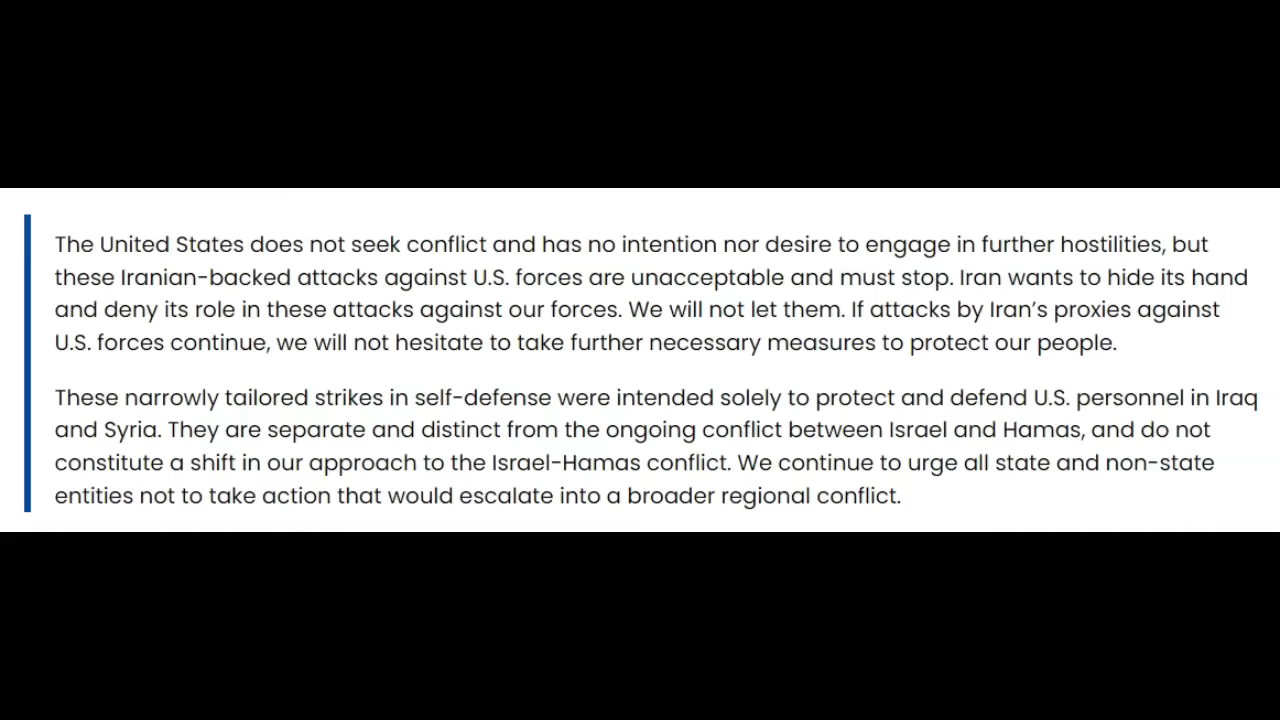 The United States does not seek conflict and has no intention nor desire to engage in further hostilities, but
these Iranian-backed attacks against U.S. forces are unacceptable and must stop. Iran wants to hide its hand
and deny its role in these attacks against our forces. We will not let them. If attacks by Iran’s proxies against
U.S. forces continue, we will not hesitate to take further necessary measures to protect our people.
These narrowly tailored strikes in self-defense were intended solely to protect and defend U.S. personnel in Iraq
and Syria. They are separate and distinct from the ongoing conflict between Israel and Hamas, and do not
constitute a shift in our approach to the Israel-Hamas conflict. We continue to urge all state and non-state
entities not to take action that would escalate into a broader regional conflict.